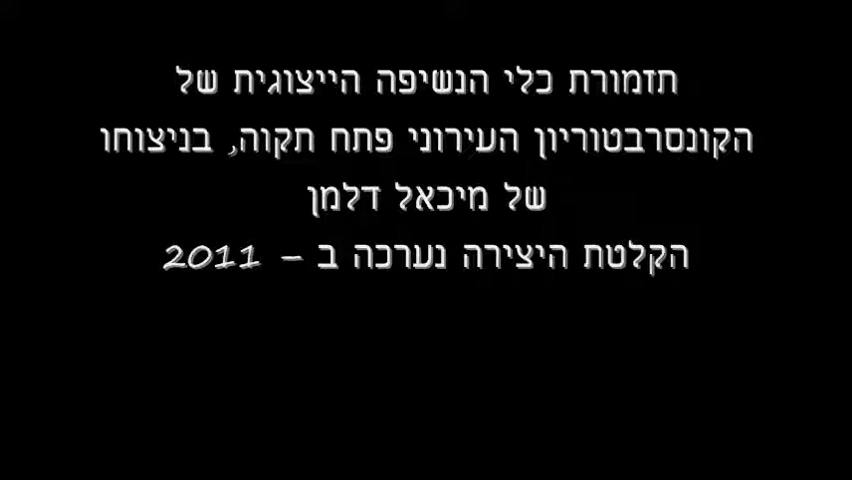 תזמורת כלי הנשיפה הייצוגית של
הקונסרבטוריון העירוני פתח תקוה, בניצוחו
של מיכאל דלמן
הקלטת היצירה נערכה ב – 2011